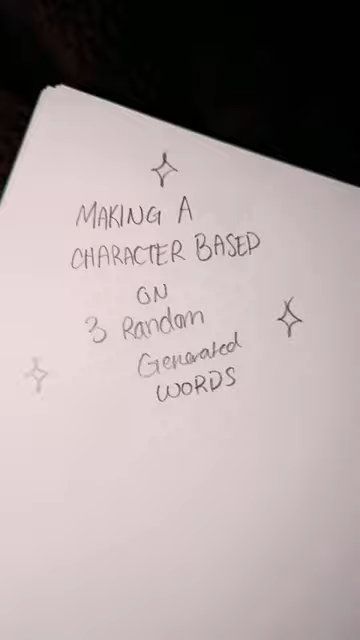 MAKING A
CHARACTER BASED
ON
3 Random
Generated
WORDS